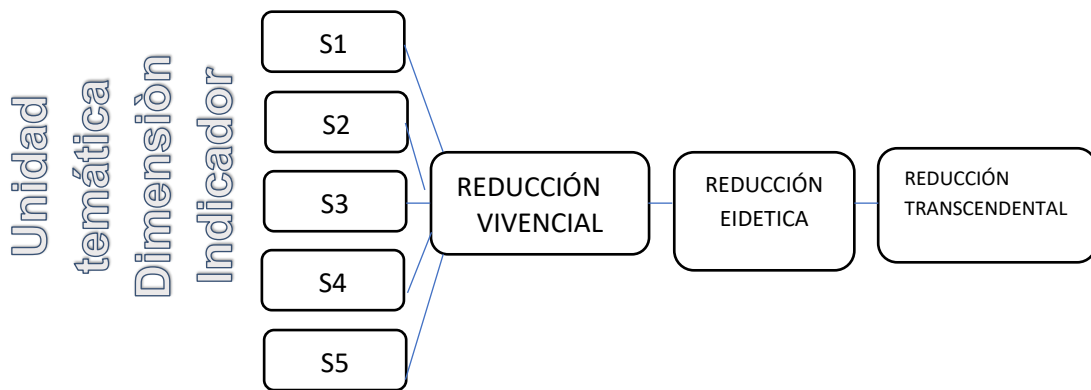 Unidad
temática
Dimensiòn
Indicador
S1
S2
S3
S4
S5
REDUCCIÓN
VIVENCIAL
REDUCCIÓN
EIDETICA
REDUCCIÓN
TRANSCENDENTAL